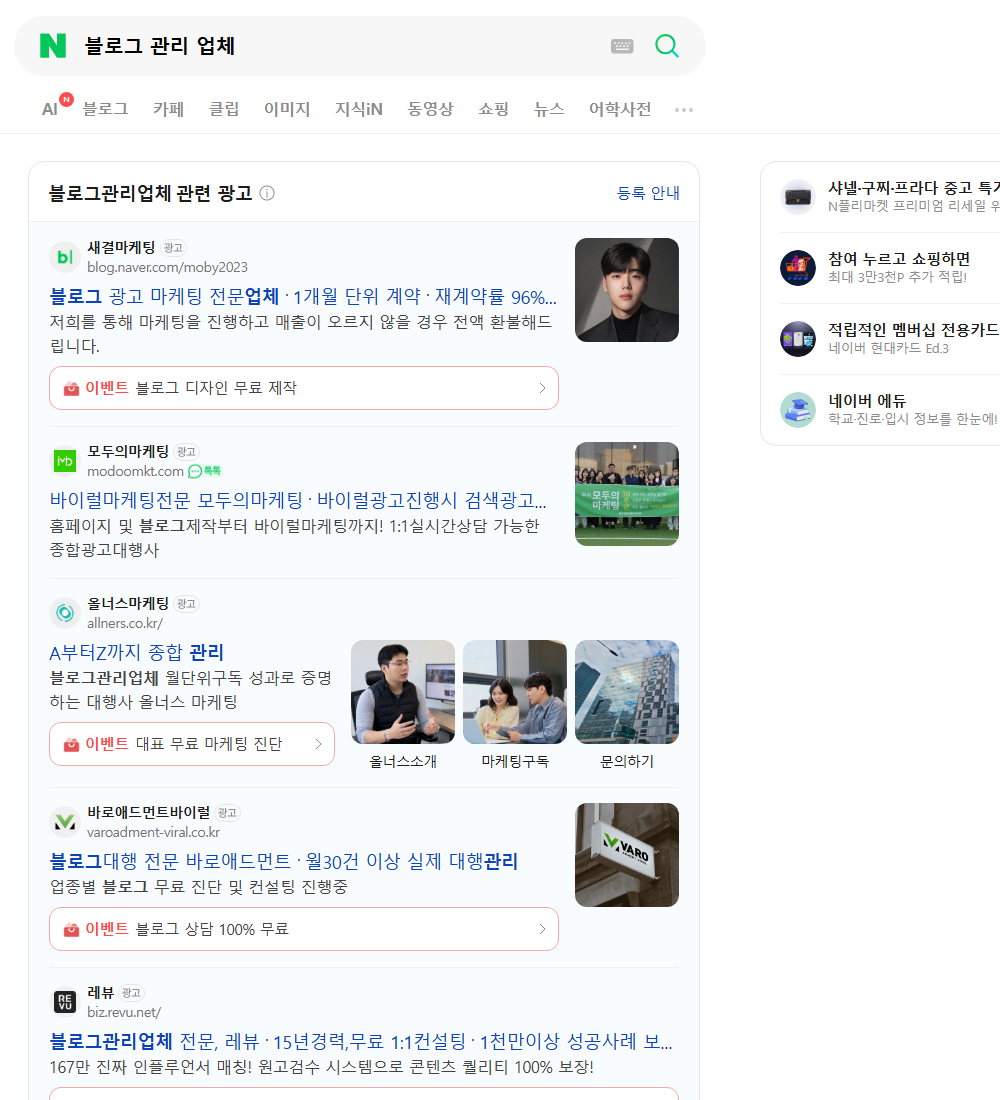 블로그 관리 업체
AI N 블로그 카페 클립 이미지 지식iN 동영상 쇼핑 뉴스 어학사전
블로그관리업체 관련 광고
등록 안내
새결마케팅 광고
blog.naver.com/moby2023
블로그 광고 마케팅 전문업체 · 1개월 단위 계약 · 재계약률 96%...
저희를 통해 마케팅을 진행하고 매출이 오르지 않을 경우 전액 환불해드
립니다.
이벤트 블로그 디자인 무료 제작
모두의마케팅 광고
modoomkt.com 톡톡
바이럴마케팅전문 모두의마케팅 · 바이럴광고진행시 검색광고...
홈페이지 및 블로그제작부터 바이럴마케팅까지! 1:1실시간상담 가능한
종합광고대행사
모두의
마케팅
올너스마케팅 광고
allners.co.kr/
A부터Z까지 종합 관리
블로그관리업체 월단위구독 성과로 증명
하는 대행사 올너스 마케팅
이벤트 대표 무료 마케팅 진단
올너스소개
마케팅구독
문의하기
바로애드먼트바이럴 광고
varoadment-viral.co.kr
블로그대행 전문 바로애드먼트 · 월30건 이상 실제 대행관리
업종별 블로그 무료 진단 및 컨설팅 진행중
이벤트 블로그 상담 100% 무료
VARO
레뷰 광고
RE
VU
biz.revu.net/
블로그관리업체 전문, 레뷰 · 15년경력,무료 1:1컨설팅 · 1천만이상 성공사례 보...
167만 진짜 인플루언서 매칭! 원고검수 시스템으로 콘텐츠 퀄리티 100% 보장!
샤넬·구찌·프라다 중고 특가
N플리마켓 프리미엄 리세일 위
참여 누르고 쇼핑하면
최대 3만3천P 추가 적립!
적립적인 멤버십 전용카드
네이버 현대카드 Ed.3
네이버 에듀
학교·진로·입시 정보를 한눈에!